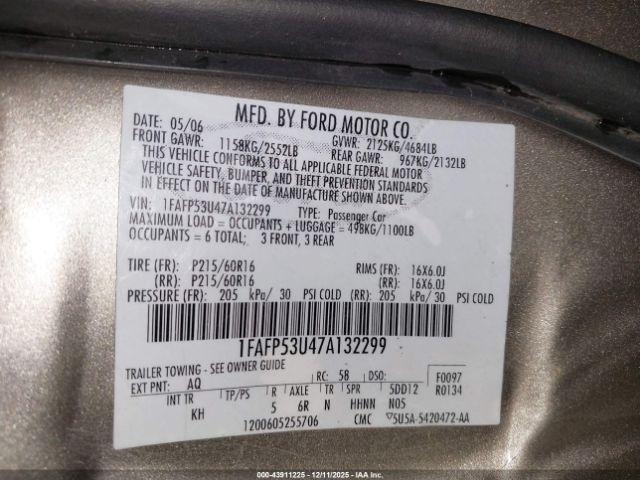 MFD. BY FORD MOTOR CO.
DATE: 05/06 GVWR: 2125KG/4684LB
FRONT GAWR: 1158KG/2552LB REAR GAWR: 967KG/2132LB
THIS VEHICLE CONFORMS TO ALL APPLICABLE FEDERAL MOTOR
VEHICLE SAFETY, BUMPER, AND THEFT PREVENTION STANDARDS
IN EFFECT ON THE DATE OF MANUFACTURE SHOWN ABOVE.
VIN: 1FAFP53U47A132299 TYPE: Passenger Car
MAXIMUM LOAD = OCCUPANTS + LUGGAGE = 498KG/1100LB
OCCUPANTS = 6 TOTAL; 3 FRONT, 3 REAR
TIRE (FR): P215/60R16 RIMS (FR): 16X6.0J
(RR): P215/60R16 (RR): 16X6.0J
PRESSURE (FR): 205 kPa/ 30 PSI COLD (RR): 205 kPa/ 30 PSI COLD
1FAFP53U47A132299
TRAILER TOWING - SEE OWNER GUIDE
EXT PNT: AQ RC: 58 DSO: F0097
INT TR TP/PS R AXLE TR SPR 5DD12 R0134
KH 5 6R N HHNN N05
1200605255706 CMC ▽5U5A-5420472-AA
000-43911225 - 12/11/2025 - IAA, Inc.